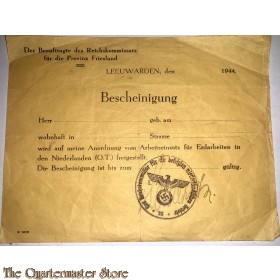 Der Beauftragte des Reichskommissars
für die Provinz Friesland
LEEUWARDEN, den 1944.
Bescheinigung
Herr geb. am
wohnhaft in Strasse
wird auf meine Anordnung vom Arbeitseinsatz für Erdarbeiten in
den Niederlanden (O.T.) freigestellt.
Die Bescheinigung ist bis zum gültig.
The Quartermaster Store